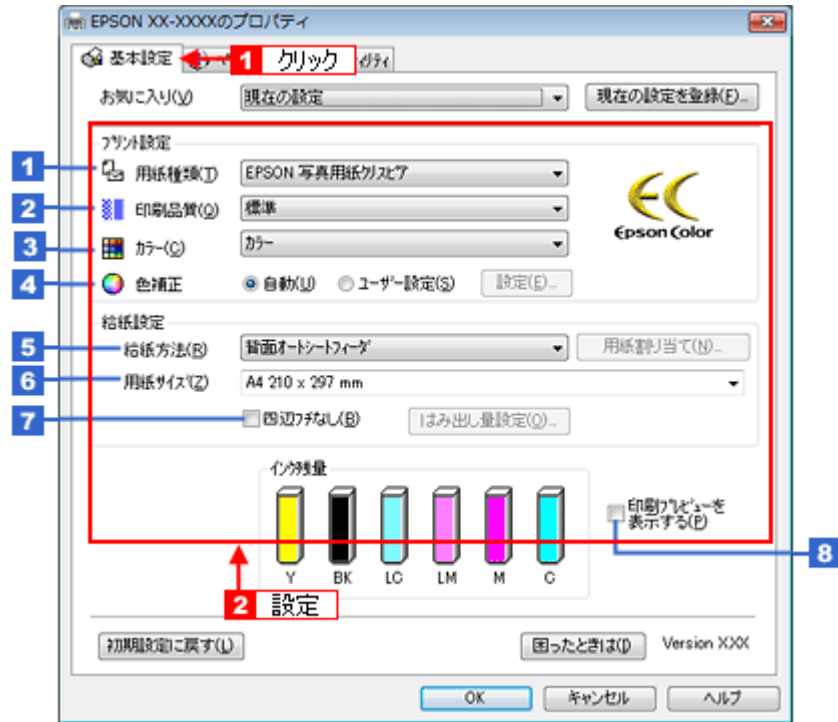 EPSON XX-XXXXのプロパティ
基本設定
1 クリック
お気に入り(V) 現在の設定 現在の設定を登録(F)...
プリント設定
1 用紙種類(T) EPSON 写真用紙クリスピア
2 印刷品質(Q) 標準
3 カラー(C) カラー
Epson Color
4 色補正 自動(U) ユーザー設定(S) 設定(E)...
給紙設定
5 給紙方法(R) 背面オートシートフィーダ 用紙割り当て(N)...
6 用紙サイズ(Z) A4 210 x 297 mm
7 四辺フチなし(B) はみ出し量設定(O)...
インク残量
印刷プレビューを
表示する(P)
8
Y BK LC LM M C
2 設定
初期設定に戻す(L) 困ったときは(I) Version X.XX
OK キャンセル ヘルプ